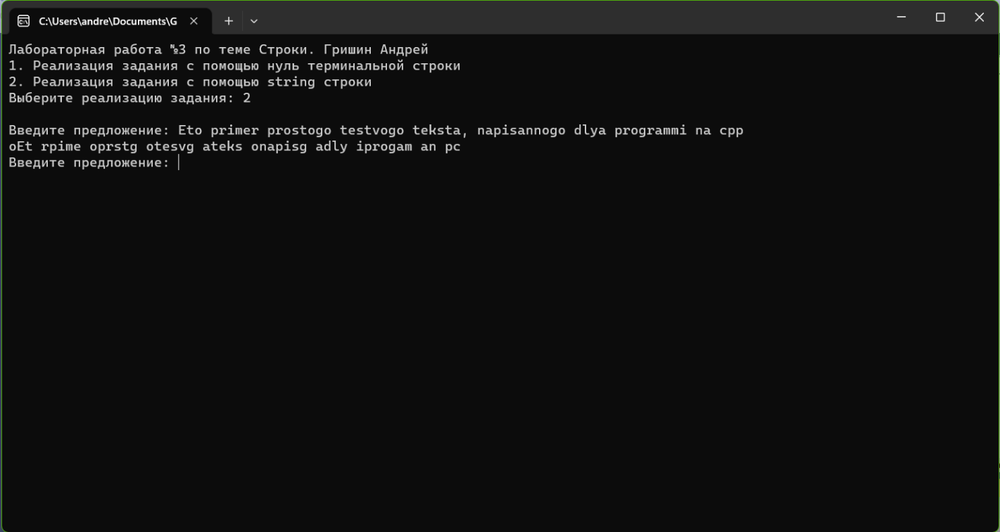 C:\Users\andre\Documents\G
Лабораторная работа №3 по теме Строки. Гришин Андрей
1. Реализация задания с помощью нуль терминальной строки
2. Реализация задания с помощью string строки
Выберите реализацию задания: 2
Введите предложение: Eto primer prostogo testvogo teksta, napisannogo dlya programmi na cpp
oEt rpime oprstg otesvg ateks onapisg adly iprogam an pc
Введите предложение: